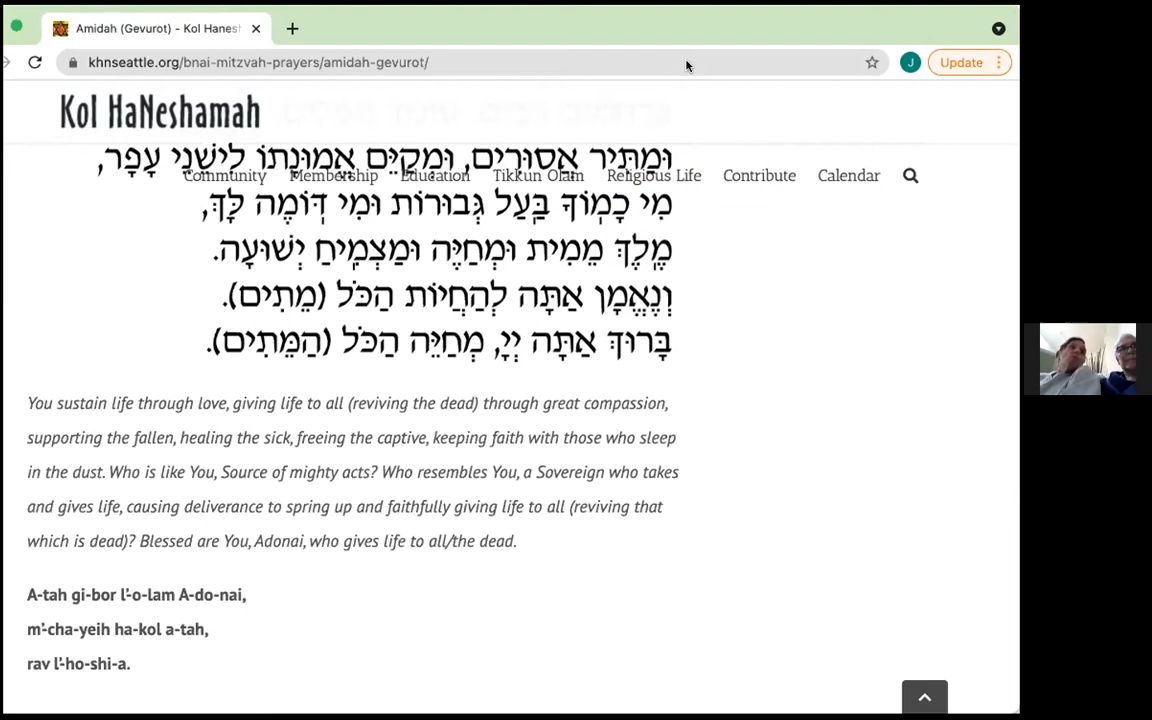 Amidah (Gevurot) - Kol Hanes
khnseattle.org/bnai-mitzvah-prayers/amidah-gevurot/
J
Update
Kol HaNeshamah
Community Membership Education Tikkun Olam Religious Life Contribute Calendar
וּמַתִּיר אֲסוּרִים, וּמְקַיֵּם אֱמוּנָתוֹ לִישֵׁנֵי עָפָר,
מִי כָמֽוֹךָ בַּֽעַל גְּבוּרוֹת וּמִי דֽוֹמֶה לָּךְ,
מֶֽלֶךְ מֵמִית וּמְחַיֶּה וּמַצְמִֽיחַ יְשׁוּעָה.
וְנֶאֱמָן אַתָּה לְהַחֲיוֹת הַכֹּל (מֵתִים).
בָּרוּךְ אַתָּה יְיָ, מְחַיֵּה הַכֹּל (הַמֵּתִים).
You sustain life through love, giving life to all (reviving the dead) through great compassion,
supporting the fallen, healing the sick, freeing the captive, keeping faith with those who sleep
in the dust. Who is like You, Source of mighty acts? Who resembles You, a Sovereign who takes
and gives life, causing deliverance to spring up and faithfully giving life to all (reviving that
which is dead)? Blessed are You, Adonai, who gives life to all/the dead.
A-tah gi-bor l'-o-lam A-do-nai,
m'-cha-yeih ha-kol a-tah,
rav l'-ho-shi-a.